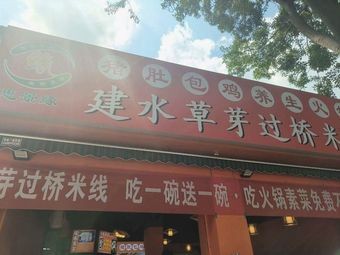 猪肚包鸡养生火
建水草芽过桥米
芽过桥米线 吃一碗送一碗·吃火锅素菜免费